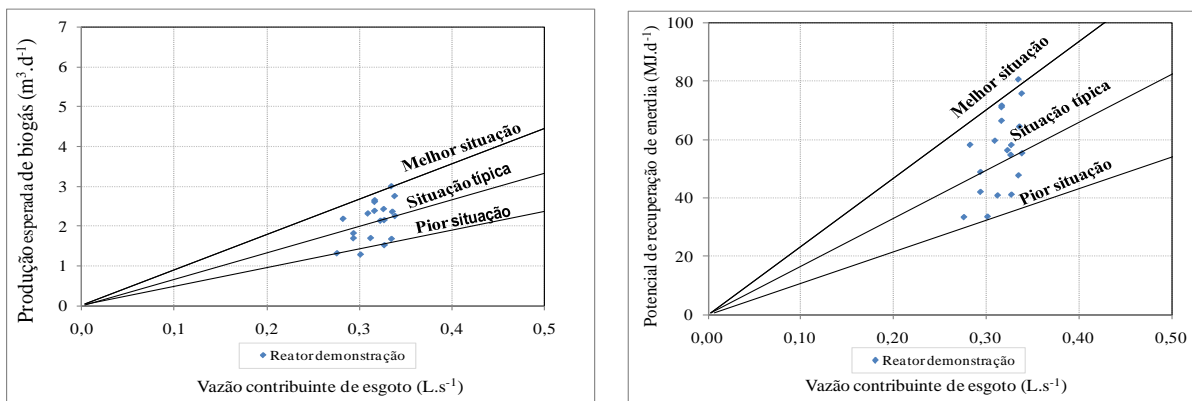 Produção esperada de biogás (m³.d⁻¹)
7
6
5
4
3
2
1
0
0,0 0,1 0,2 0,3 0,4 0,5
Melhor situação
Situação típica
Pior situação
Reator demonstração
Vazão contribuinte de esgoto (L.s⁻¹)
Potencial de recuperação de enerdia (MJ.d⁻¹)
100
80
60
40
20
0
0,00 0,10 0,20 0,30 0,40 0,50
Melhor situação
Situação típica
Pior situação
Reator demonstração
Vazão contribuinte de esgoto (L.s⁻¹)